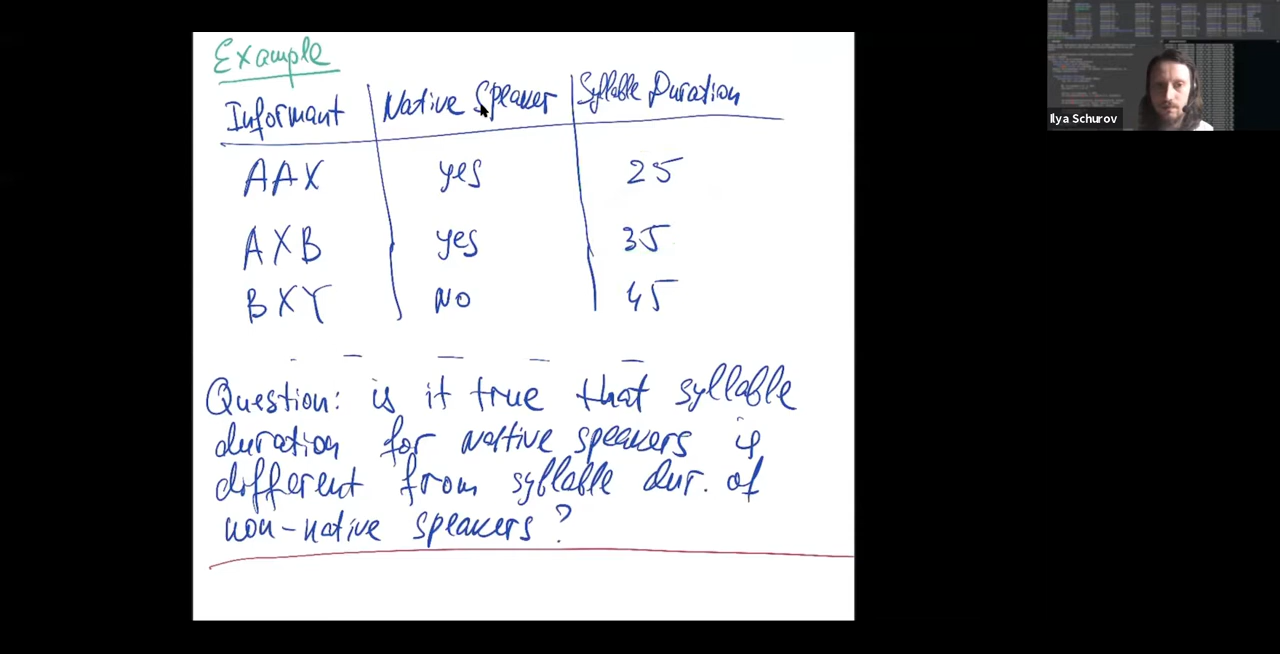 Example
Informant Native Speaker Syllable Duration
AAX yes 25
AXB yes 35
BXY NO 45
Question: is it true that syllable
duration for native speakers is
different from syllable dur. of
non-native speakers?
Ilya Schurov